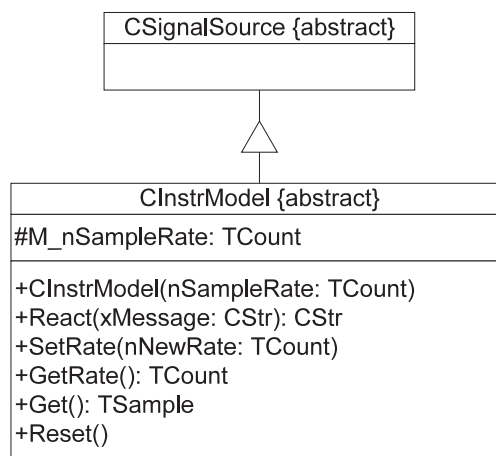 CSignalSource {abstract}
CInstrModel {abstract}
#M_nSampleRate: TCount
+CInstrModel(nSampleRate: TCount)
+React(xMessage: CStr): CStr
+SetRate(nNewRate: TCount)
+GetRate(): TCount
+Get(): TSample
+Reset()